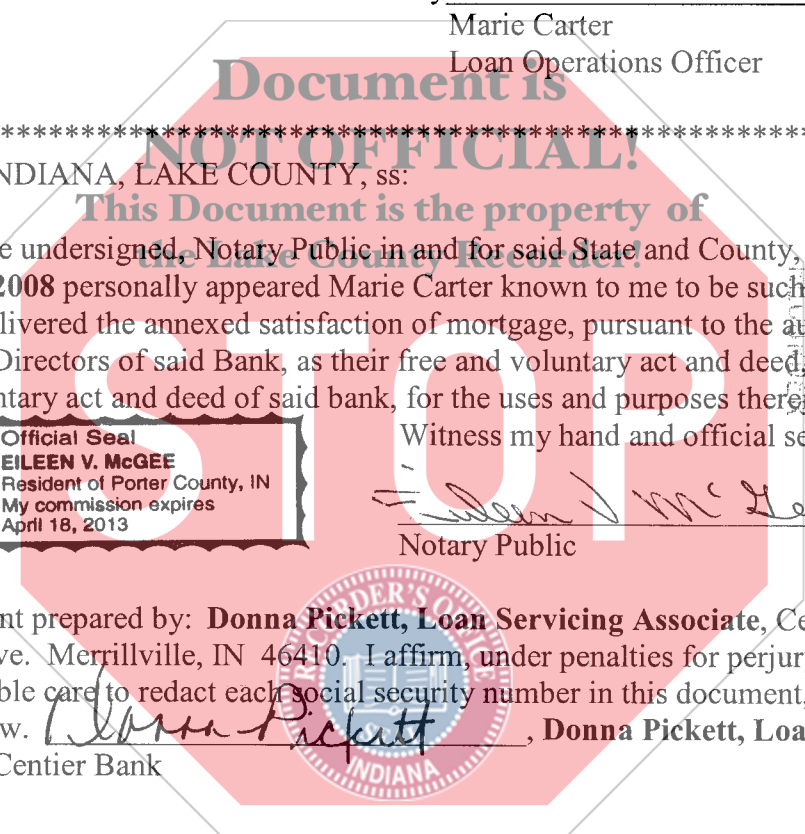 Marie Carter
Loan Operations Officer
Document is
NOT OFFICIAL!
NDIANA, LAKE COUNTY, ss:
This Document is the property of
the Lake County Recorder!
e undersigned, Notary Public in and for said State and County,
2008 personally appeared Marie Carter known to me to be such
livered the annexed satisfaction of mortgage, pursuant to the au
Directors of said Bank, as their free and voluntary act and deed,
ntary act and deed of said bank, for the uses and purposes therei
STOP
Official Seal
EILEEN V. McGEE
Resident of Porter County, IN
My commission expires
April 18, 2013
Witness my hand and official se
Eileen V McGe
Notary Public
RECORDER'S OFFICE
nt prepared by: Donna Pickett, Loan Servicing Associate, Ce
ve. Merrillville, IN 46410. I affirm, under penalties for perjur
ble care to redact each social security number in this document,
w. Donna Pickett, Donna Pickett, Loa
INDIANA
Centier Bank